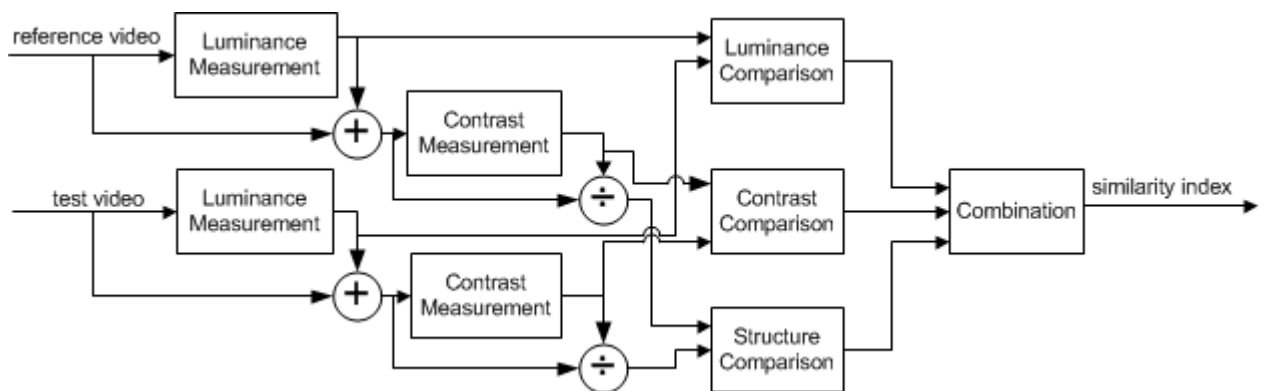 reference video
Luminance
Measurement
Luminance
Comparison
+
Contrast
Measurement
÷
test video
Luminance
Measurement
Contrast
Comparison
Combination
similarity index
+
Contrast
Measurement
÷
Structure
Comparison